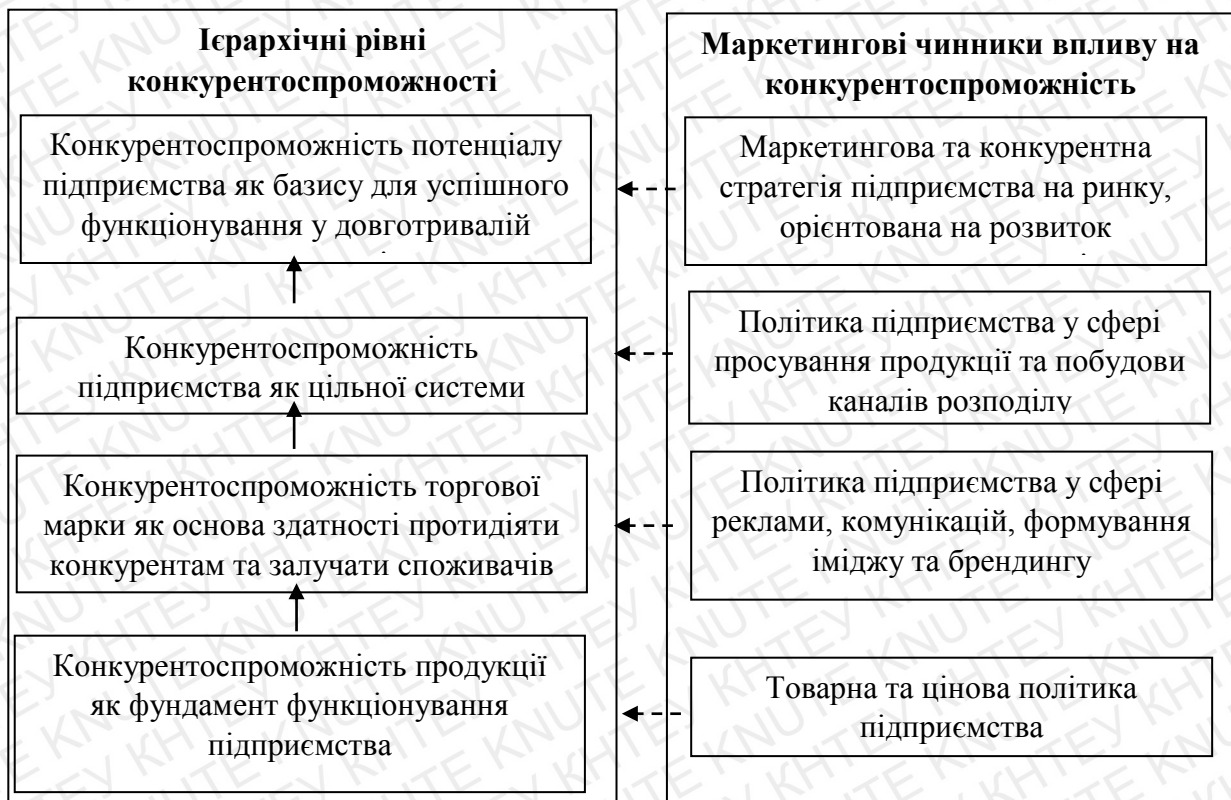 Ієрархічні рівні
конкурентоспроможності
Конкурентоспроможність потенціалу
підприємства як базису для успішного
функціонування у довготривалій
Конкурентоспроможність
підприємства як цільної системи
Конкурентоспроможність торгової
марки як основа здатності протидіяти
конкурентам та залучати споживачів
Конкурентоспроможність продукції
як фундамент функціонування
підприємства
Маркетингові чинники впливу на
конкурентоспроможність
Маркетингова та конкурентна
стратегія підприємства на ринку,
орієнтована на розвиток
Політика підприємства у сфері
просування продукції та побудови
каналів розподілу
Політика підприємства у сфері
реклами, комунікацій, формування
іміджу та брендингу
Товарна та цінова політика
підприємства